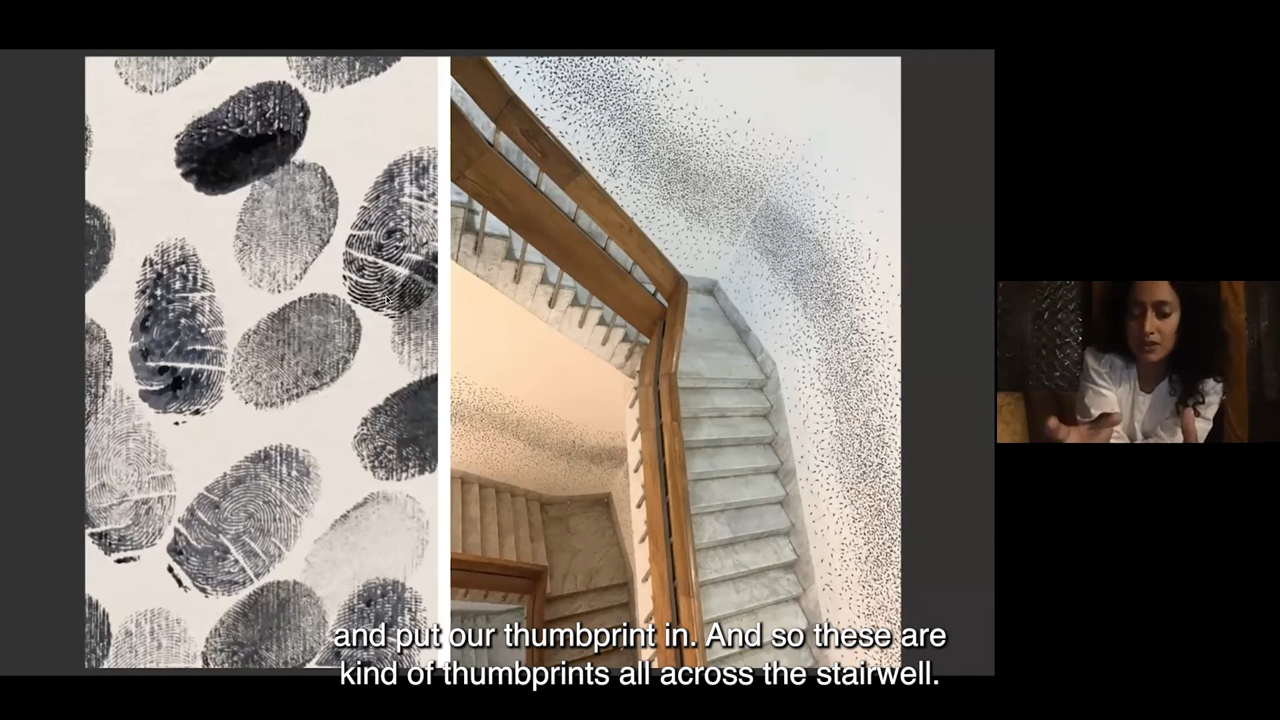 and put our thumbprint in. And so these are
kind of thumbprints all across the stairwell.